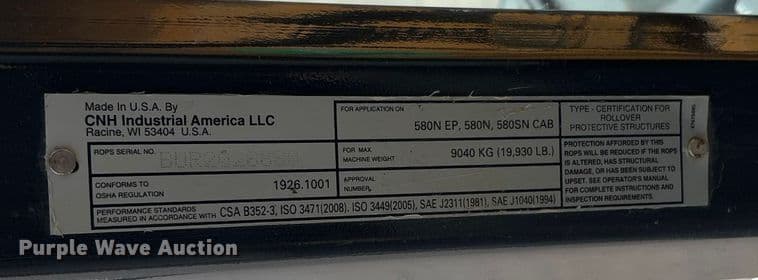 Made In U.S.A. By
CNH Industrial America LLC
Racine, WI 53404 U.S.A.
ROPS SERIAL NO.
CONFORMS TO
OSHA REGULATION
1926.1001
FOR APPLICATION ON
580N EP, 580N, 580SN CAB
FOR MAX
MACHINE WEIGHT
9040 KG (19,930 LB.)
APPROVAL
NUMBER
PERFORMANCE STANDARDS
MEASURED IN ACCORDANCE WITH CSA B352-3, ISO 3471(2008). ISO 3449(2005), SAE J2311(1981), SAE J1040(1994)
TYPE - CERTIFICATION FOR
ROLLOVER
PROTECTIVE STRUCTURES
PROTECTION AFFORDED BY THIS
ROPS WILL BE REDUCED IF THE ROPS
IS ALTERED, HAS STRUCTURAL
DAMAGE, OR HAS BEEN SUBJECT TO
UPSET. SEE OPERATOR'S MANUAL
FOR COMPLETE INSTRUCTIONS AND
INSPECTION REQUIREMENTS.
Purple Wave Auction